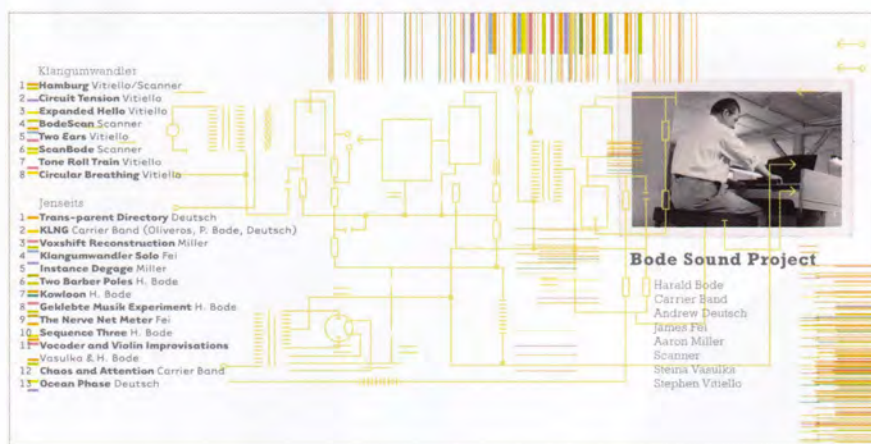 Klangumwandler
1 Hamburg Vitiello/Scanner
2 Circuit Tension Vitiello
3 Expanded Hello Vitiello
4 BodeScan Scanner
5 Two Ears Vitiello
6 ScanBode Scanner
7 Tone Roll Train Vitiello
8 Circular Breathing Vitiello
Jenseits
1 Trans-parent Directory Deutsch
2 KLNG Carrier Band (Oliveros, P. Bode, Deutsch)
3 Voxshift Reconstruction Miller
4 Klangumwandler Solo Fei
5 Instance Degage Miller
6 Two Barber Poles H. Bode
7 Kowloon H. Bode
8 Geklebte Musik Experiment H. Bode
9 The Nerve Net Meter Fei
10 Sequence Three H. Bode
11 Vocoder and Violin Improvisations
Vasulka & H. Bode
12 Chaos and Attention Carrier Band
13 Ocean Phase Deutsch
Bode Sound Project
Harald Bode
Carrier Band
Andrew Deutsch
James Fei
Aaron Miller
Scanner
Steina Vasulka
Stephen Vitiello